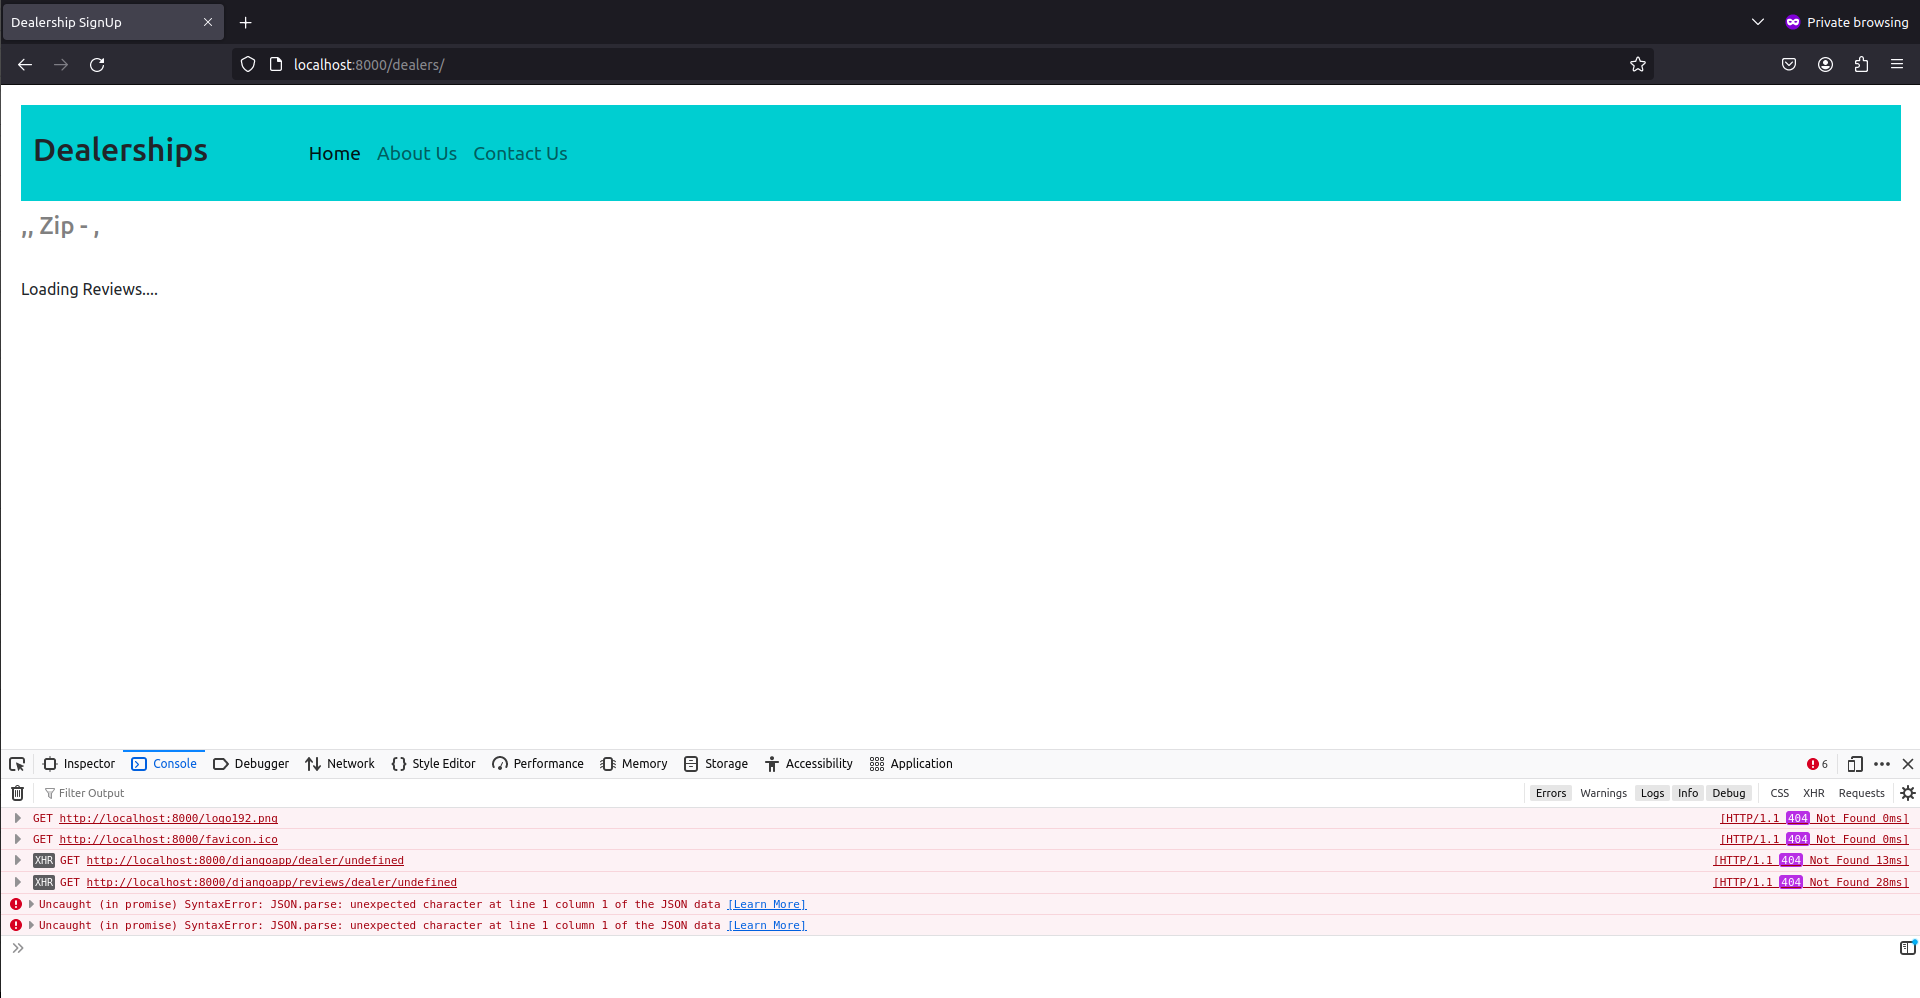 Dealership SignUp
Private browsing
localhost:8000/dealers/
Dealerships Home About Us Contact Us
,, Zip - ,
Loading Reviews....
Inspector Console Debugger Network Style Editor Performance Memory Storage Accessibility Application 6
Filter Output Errors Warnings Logs Info Debug CSS XHR Requests
GET http://localhost:8000/logo192.png [HTTP/1.1 404 Not Found 0ms]
GET http://localhost:8000/favicon.ico [HTTP/1.1 404 Not Found 0ms]
XHR GET http://localhost:8000/djangoapp/dealer/undefined [HTTP/1.1 404 Not Found 13ms]
XHR GET http://localhost:8000/djangoapp/reviews/dealer/undefined [HTTP/1.1 404 Not Found 28ms]
Uncaught (in promise) SyntaxError: JSON.parse: unexpected character at line 1 column 1 of the JSON data [Learn More]
Uncaught (in promise) SyntaxError: JSON.parse: unexpected character at line 1 column 1 of the JSON data [Learn More]